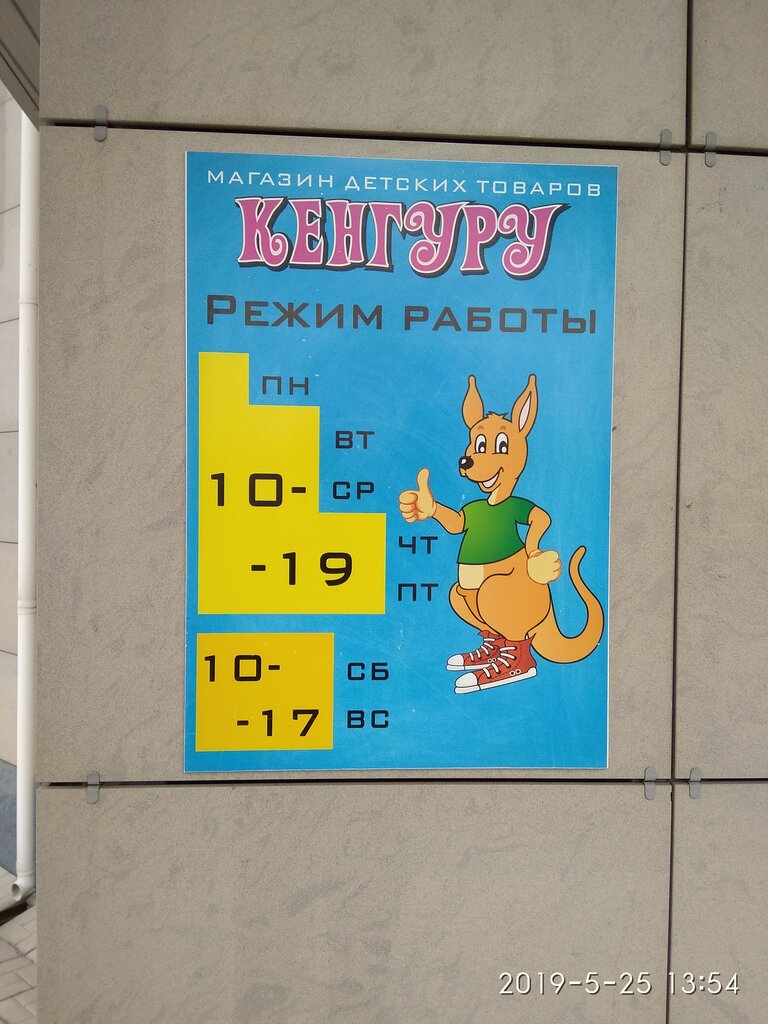 МАГАЗИН ДЕТСКИХ ТОВАРОВ
КЕНГУРУ
РЕЖИМ РАБОТЫ
ПН
ВТ
10- СР
-19 ЧТ
ПТ
10- СБ
-17 ВС
2019-5-25 13:54